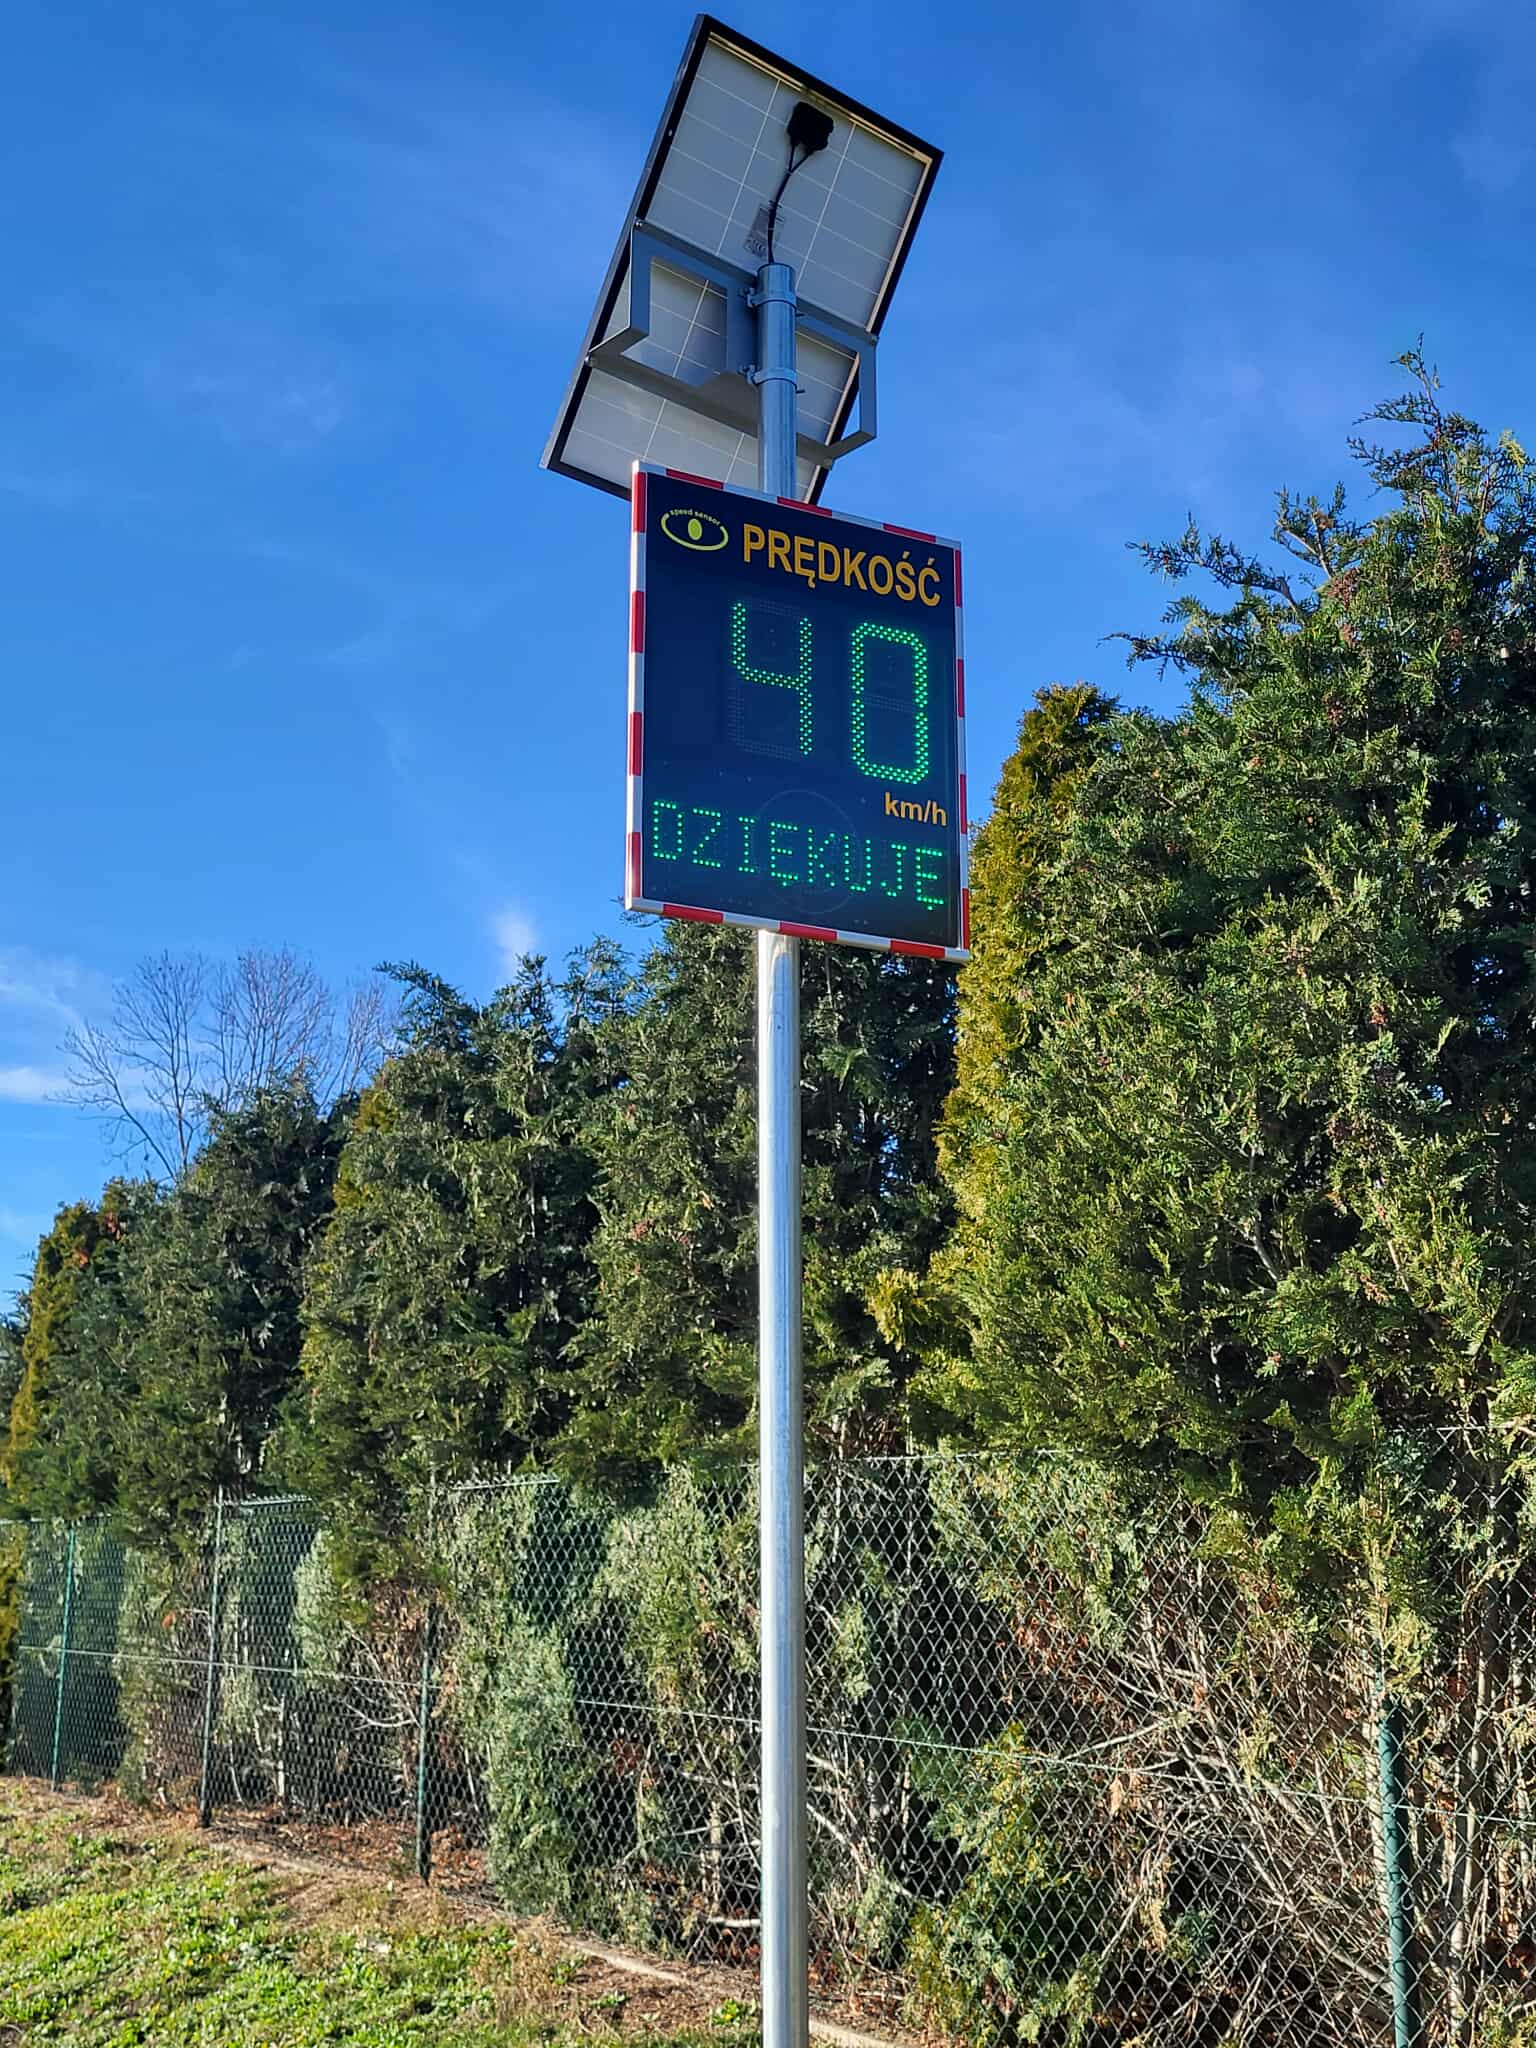 speed sensor
PRĘDKOŚĆ
40
km/h
DZIĘKUJĘ